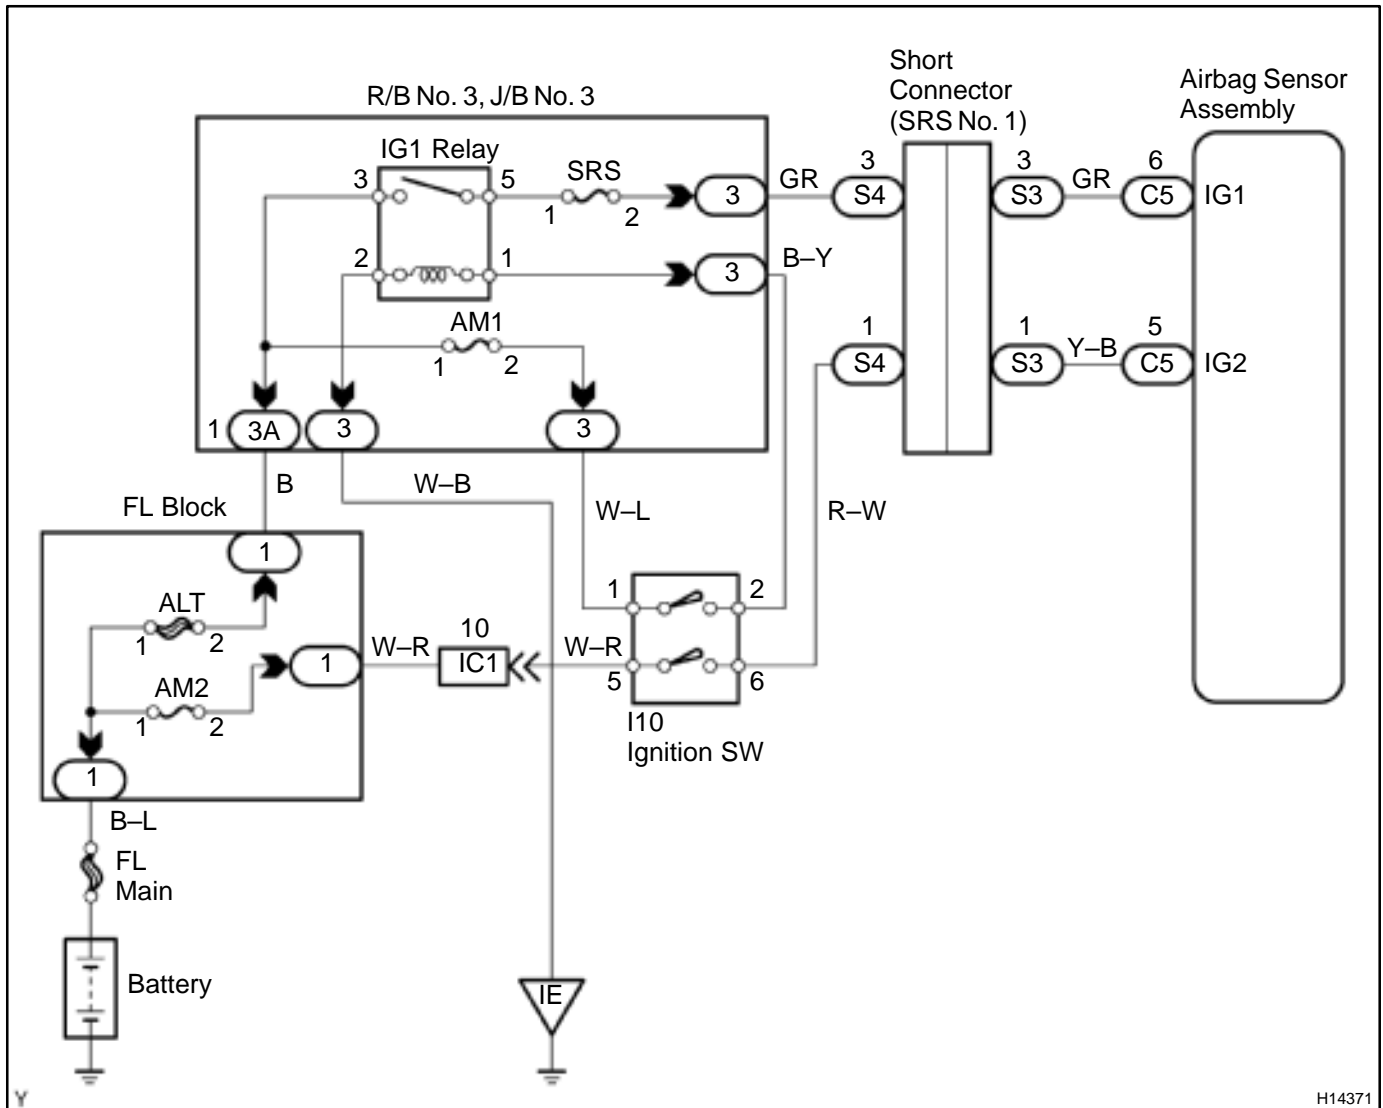 R/B No. 3, J/B No. 3
Short
Connector
(SRS No. 1)
Airbag Sensor
Assembly
IG1 Relay
3
5
SRS
1
2
3
GR
3
S4
3
S3
GR
6
C5
IG1
2
1
3
B–Y
AM1
1
2
1
S4
1
S3
Y–B
5
C5
IG2
1
3A
3
3
B
W–B
W–L
R–W
FL Block
1
ALT
1
2
1
2
W–R
10
IC1
W–R
1
5
6
AM2
1
2
I10
Ignition SW
1
B–L
FL
Main
Battery
IE
Y
H14371